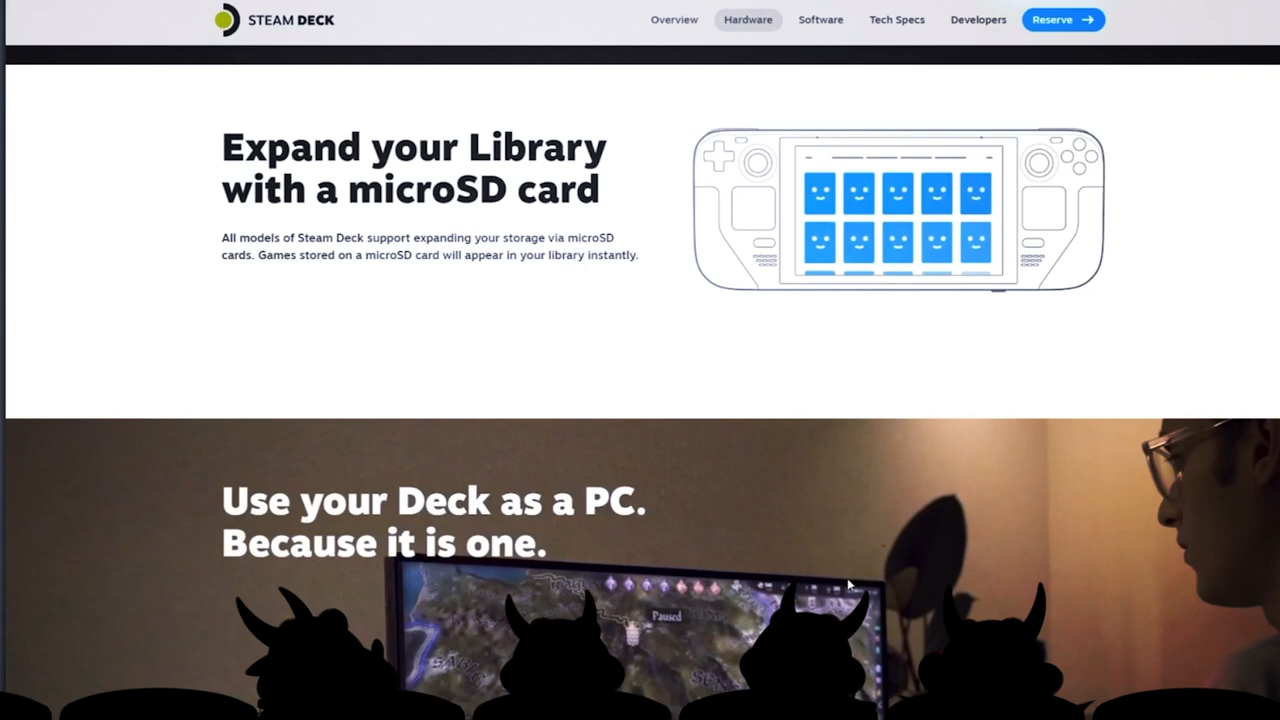 STEAM DECK
Overview
Hardware
Software
Tech Specs
Developers
Reserve →
Expand your Library
with a microSD card
All models of Steam Deck support expanding your storage via microSD
cards. Games stored on a microSD card will appear in your library instantly.
Use your Deck as a PC.
Because it is one.
Paused